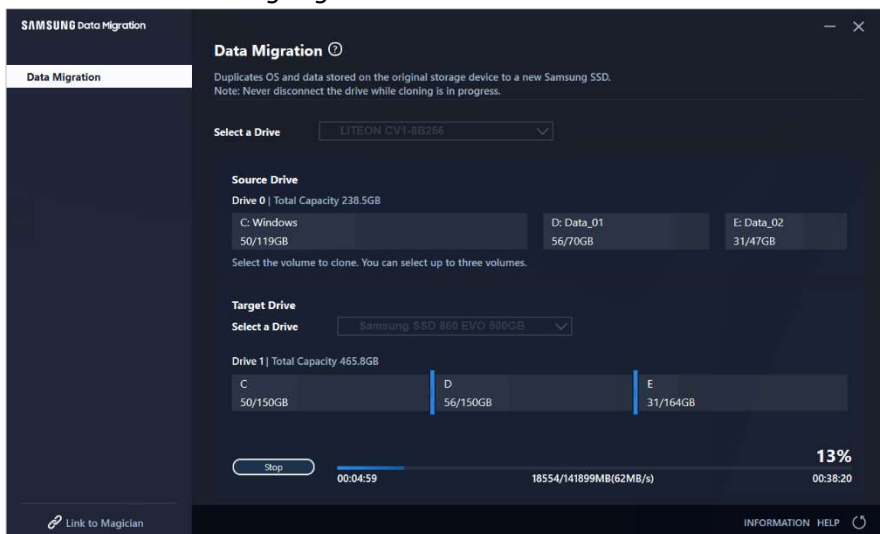 SAMSUNG Data Migration
Data Migration
Data Migration ?
Duplicates OS and data stored on the original storage device to a new Samsung SSD.
Note: Never disconnect the drive while cloning is in progress.
Select a Drive LITEON CV1-8B256
Source Drive
Drive 0 | Total Capacity 238.5GB
C: Windows D: Data_01 E: Data_02
50/119GB 56/70GB 31/47GB
Select the volume to clone. You can select up to three volumes.
Target Drive
Select a Drive Samsung SSD 860 EVO 500GB
Drive 1 | Total Capacity 465.8GB
C D E
50/150GB 56/150GB 31/164GB
13%
Stop
00:04:59 18554/141899MB(62MB/s) 00:38:20
Link to Magician INFORMATION HELP